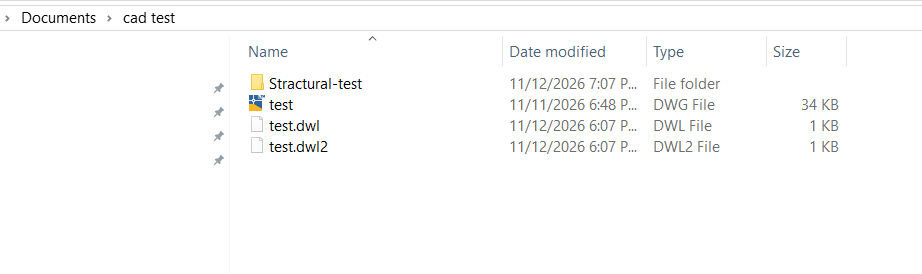 › Documents › cad test
Name Date modified Type Size
Stractural-test 11/12/2026 7:07 P... File folder
test 11/11/2026 6:48 P... DWG File 34 KB
test.dwl 11/12/2026 6:07 P... DWL File 1 KB
test.dwl2 11/12/2026 6:07 P... DWL2 File 1 KB